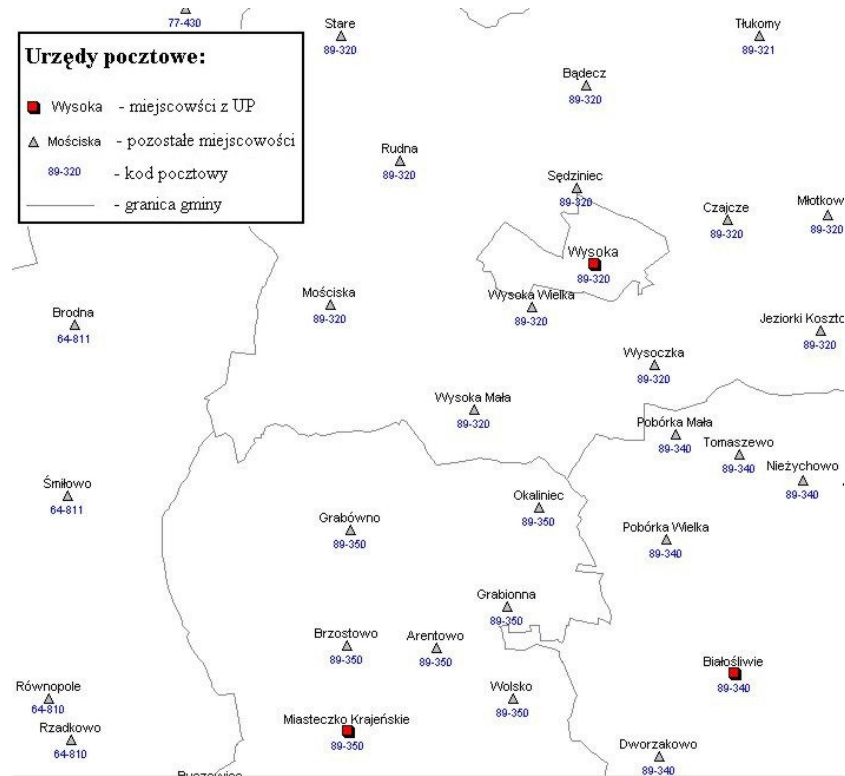 77-430
Stare
89-320
Tłukomy
89-321
Urzędy pocztowe:
Wysoka - miejscowści z UP
Mościska - pozostałe miejscowości
89-320 - kod pocztowy
- granica gminy
Bądecz
89-320
Rudna
89-320
Sędziniec
89-320
Czajcze
89-320
Młotkow
89-320
Wysoka
89-320
Mościska
89-320
Wysoka Wielka
89-320
Brodna
64-811
Jeziorki Koszto
89-320
Wysoczka
89-320
Wysoka Mała
89-320
Pobórka Mała
89-340
Tomaszewo
89-340
Nieżychowo
89-340
Śmiłowo
64-811
Okaliniec
89-350
Grabówno
89-350
Pobórka Wielka
89-340
Grabionna
89-350
Brzostowo
89-350
Arentowo
89-350
Białośliwie
89-340
Równopole
64-810
Wolsko
89-350
Miasteczko Krajeńskie
89-350
Rzadkowo
64-810
Dworzakowo
89-340